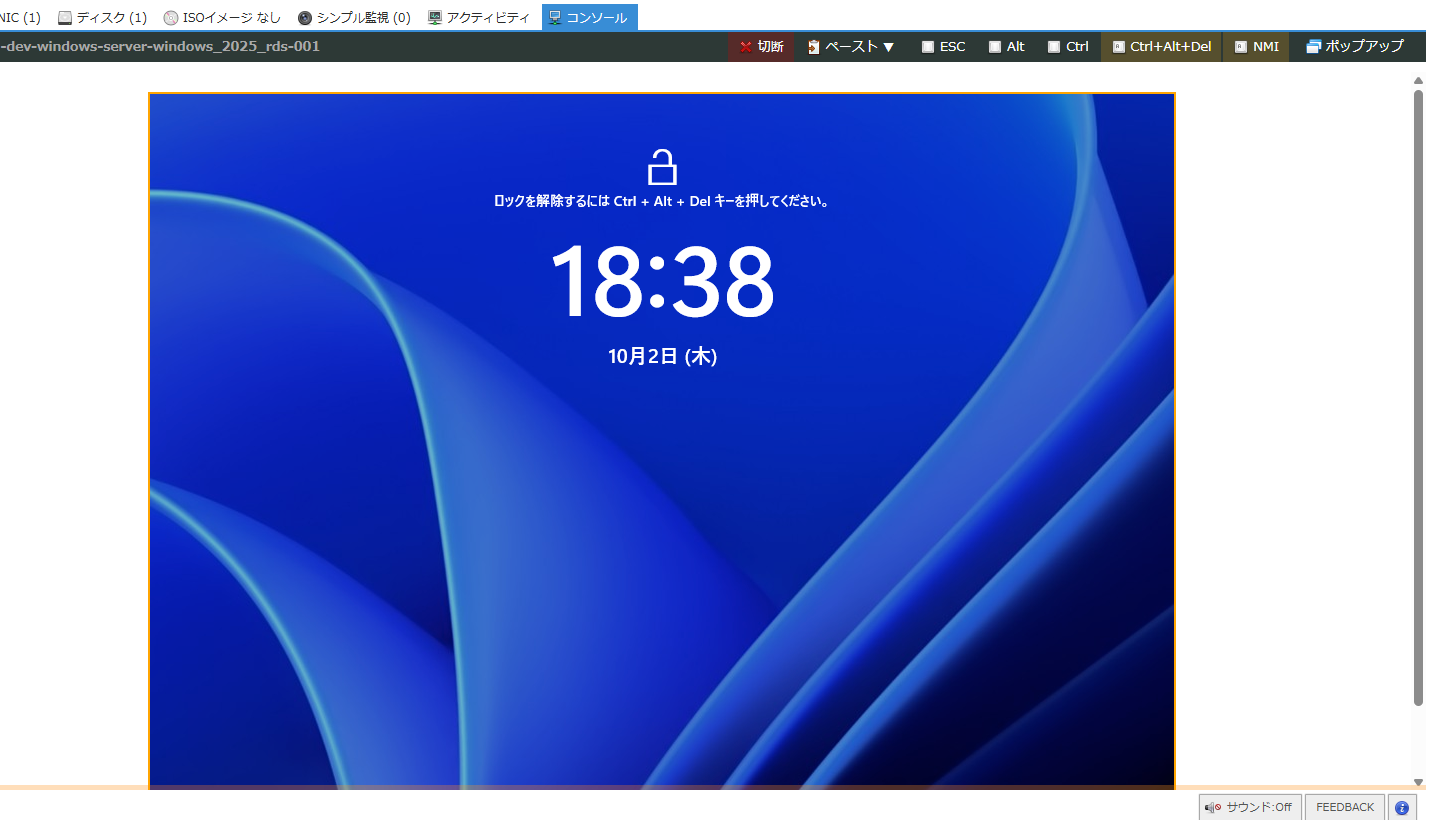 NIC (1) ディスク (1) ISOイメージ なし シンプル監視 (0) アクティビティ コンソール
-dev-windows-server-windows_2025_rds-001 切断 ペースト ▼ ESC Alt Ctrl Ctrl+Alt+Del NMI ポップアップ
ロックを解除するには Ctrl + Alt + Del キーを押してください。
18:38
10月2日 (木)
サウンド:Off FEEDBACK